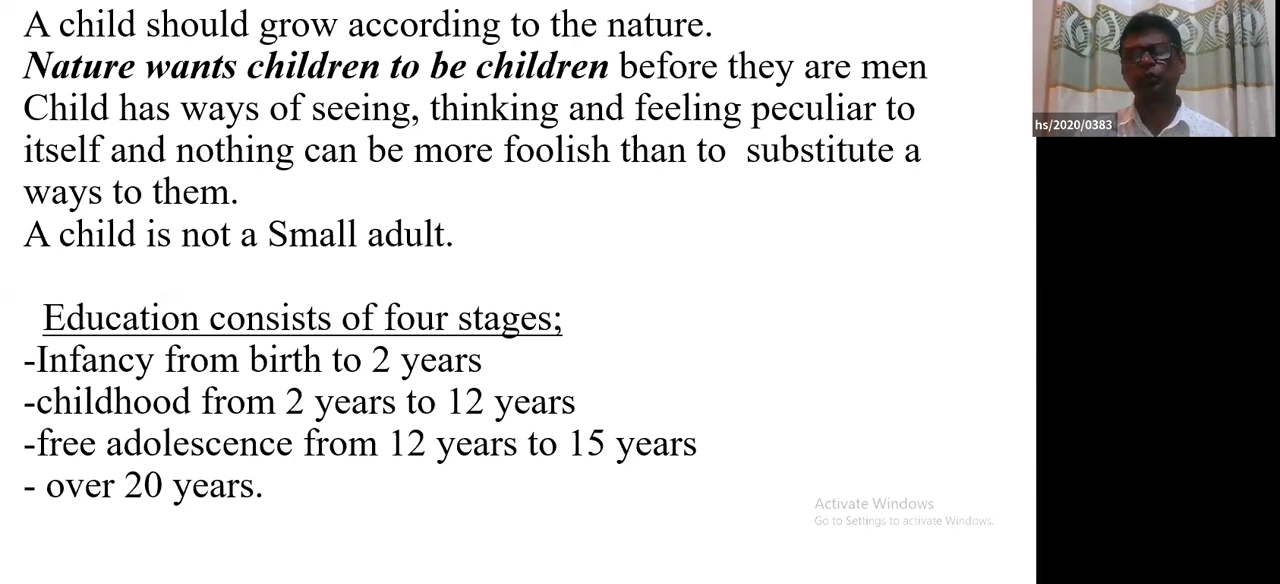 A child should grow according to the nature.
Nature wants children to be children before they are men
Child has ways of seeing, thinking and feeling peculiar to
itself and nothing can be more foolish than to  substitute a
ways to them.
A child is not a Small adult.
Education consists of four stages;
-Infancy from birth to 2 years
-childhood from 2 years to 12 years
-free adolescence from 12 years to 15 years
- over 20 years.
hs/2020/0383
Activate Windows
Go to Settings to activate Windows.